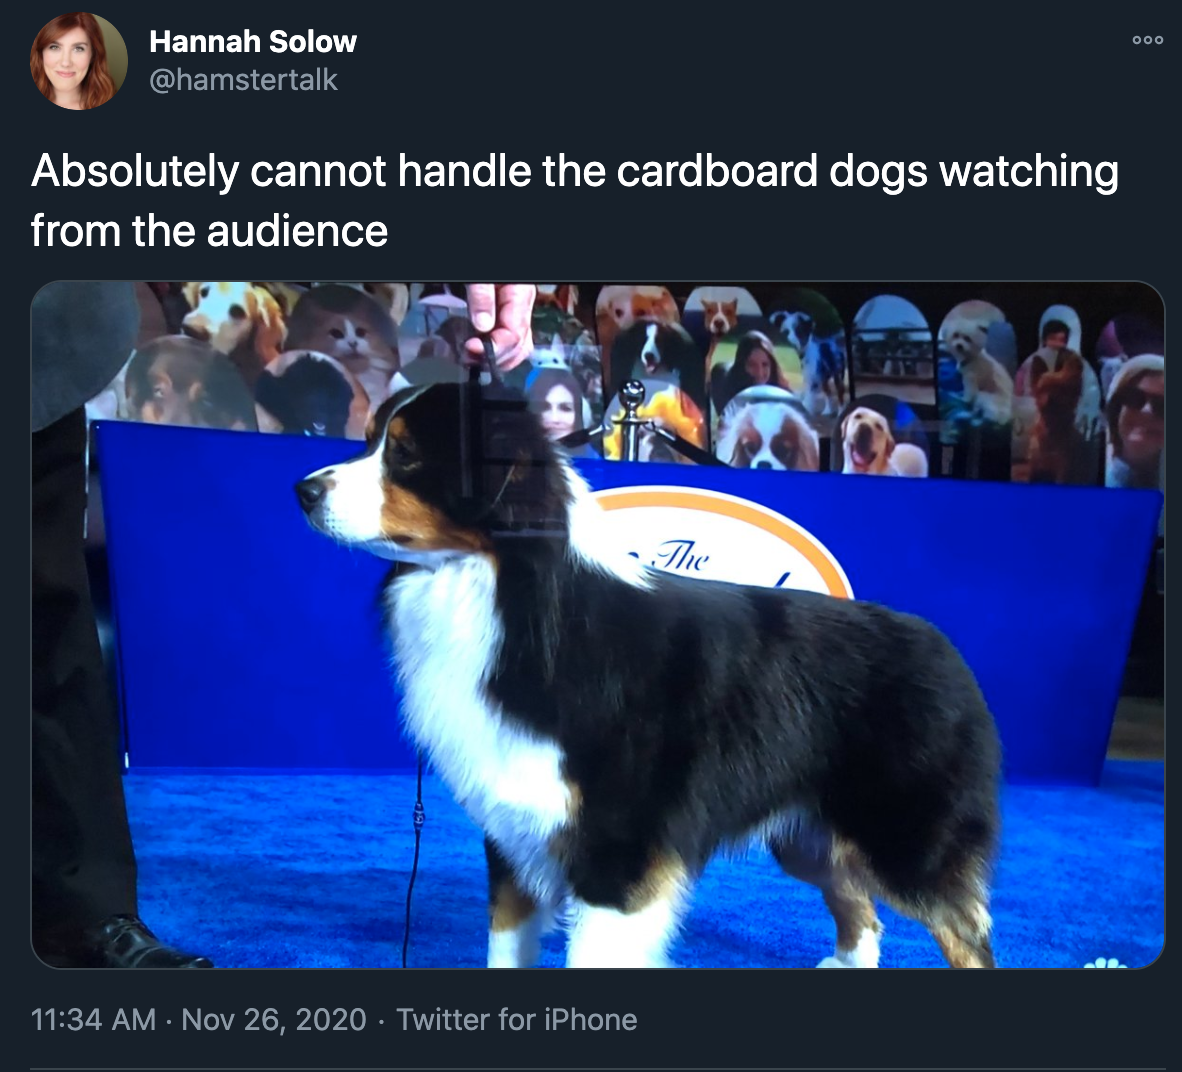 Hannah Solow
@hamstertalk
Absolutely cannot handle the cardboard dogs watching
from the audience
The
11:34 AM · Nov 26, 2020 · Twitter for iPhone